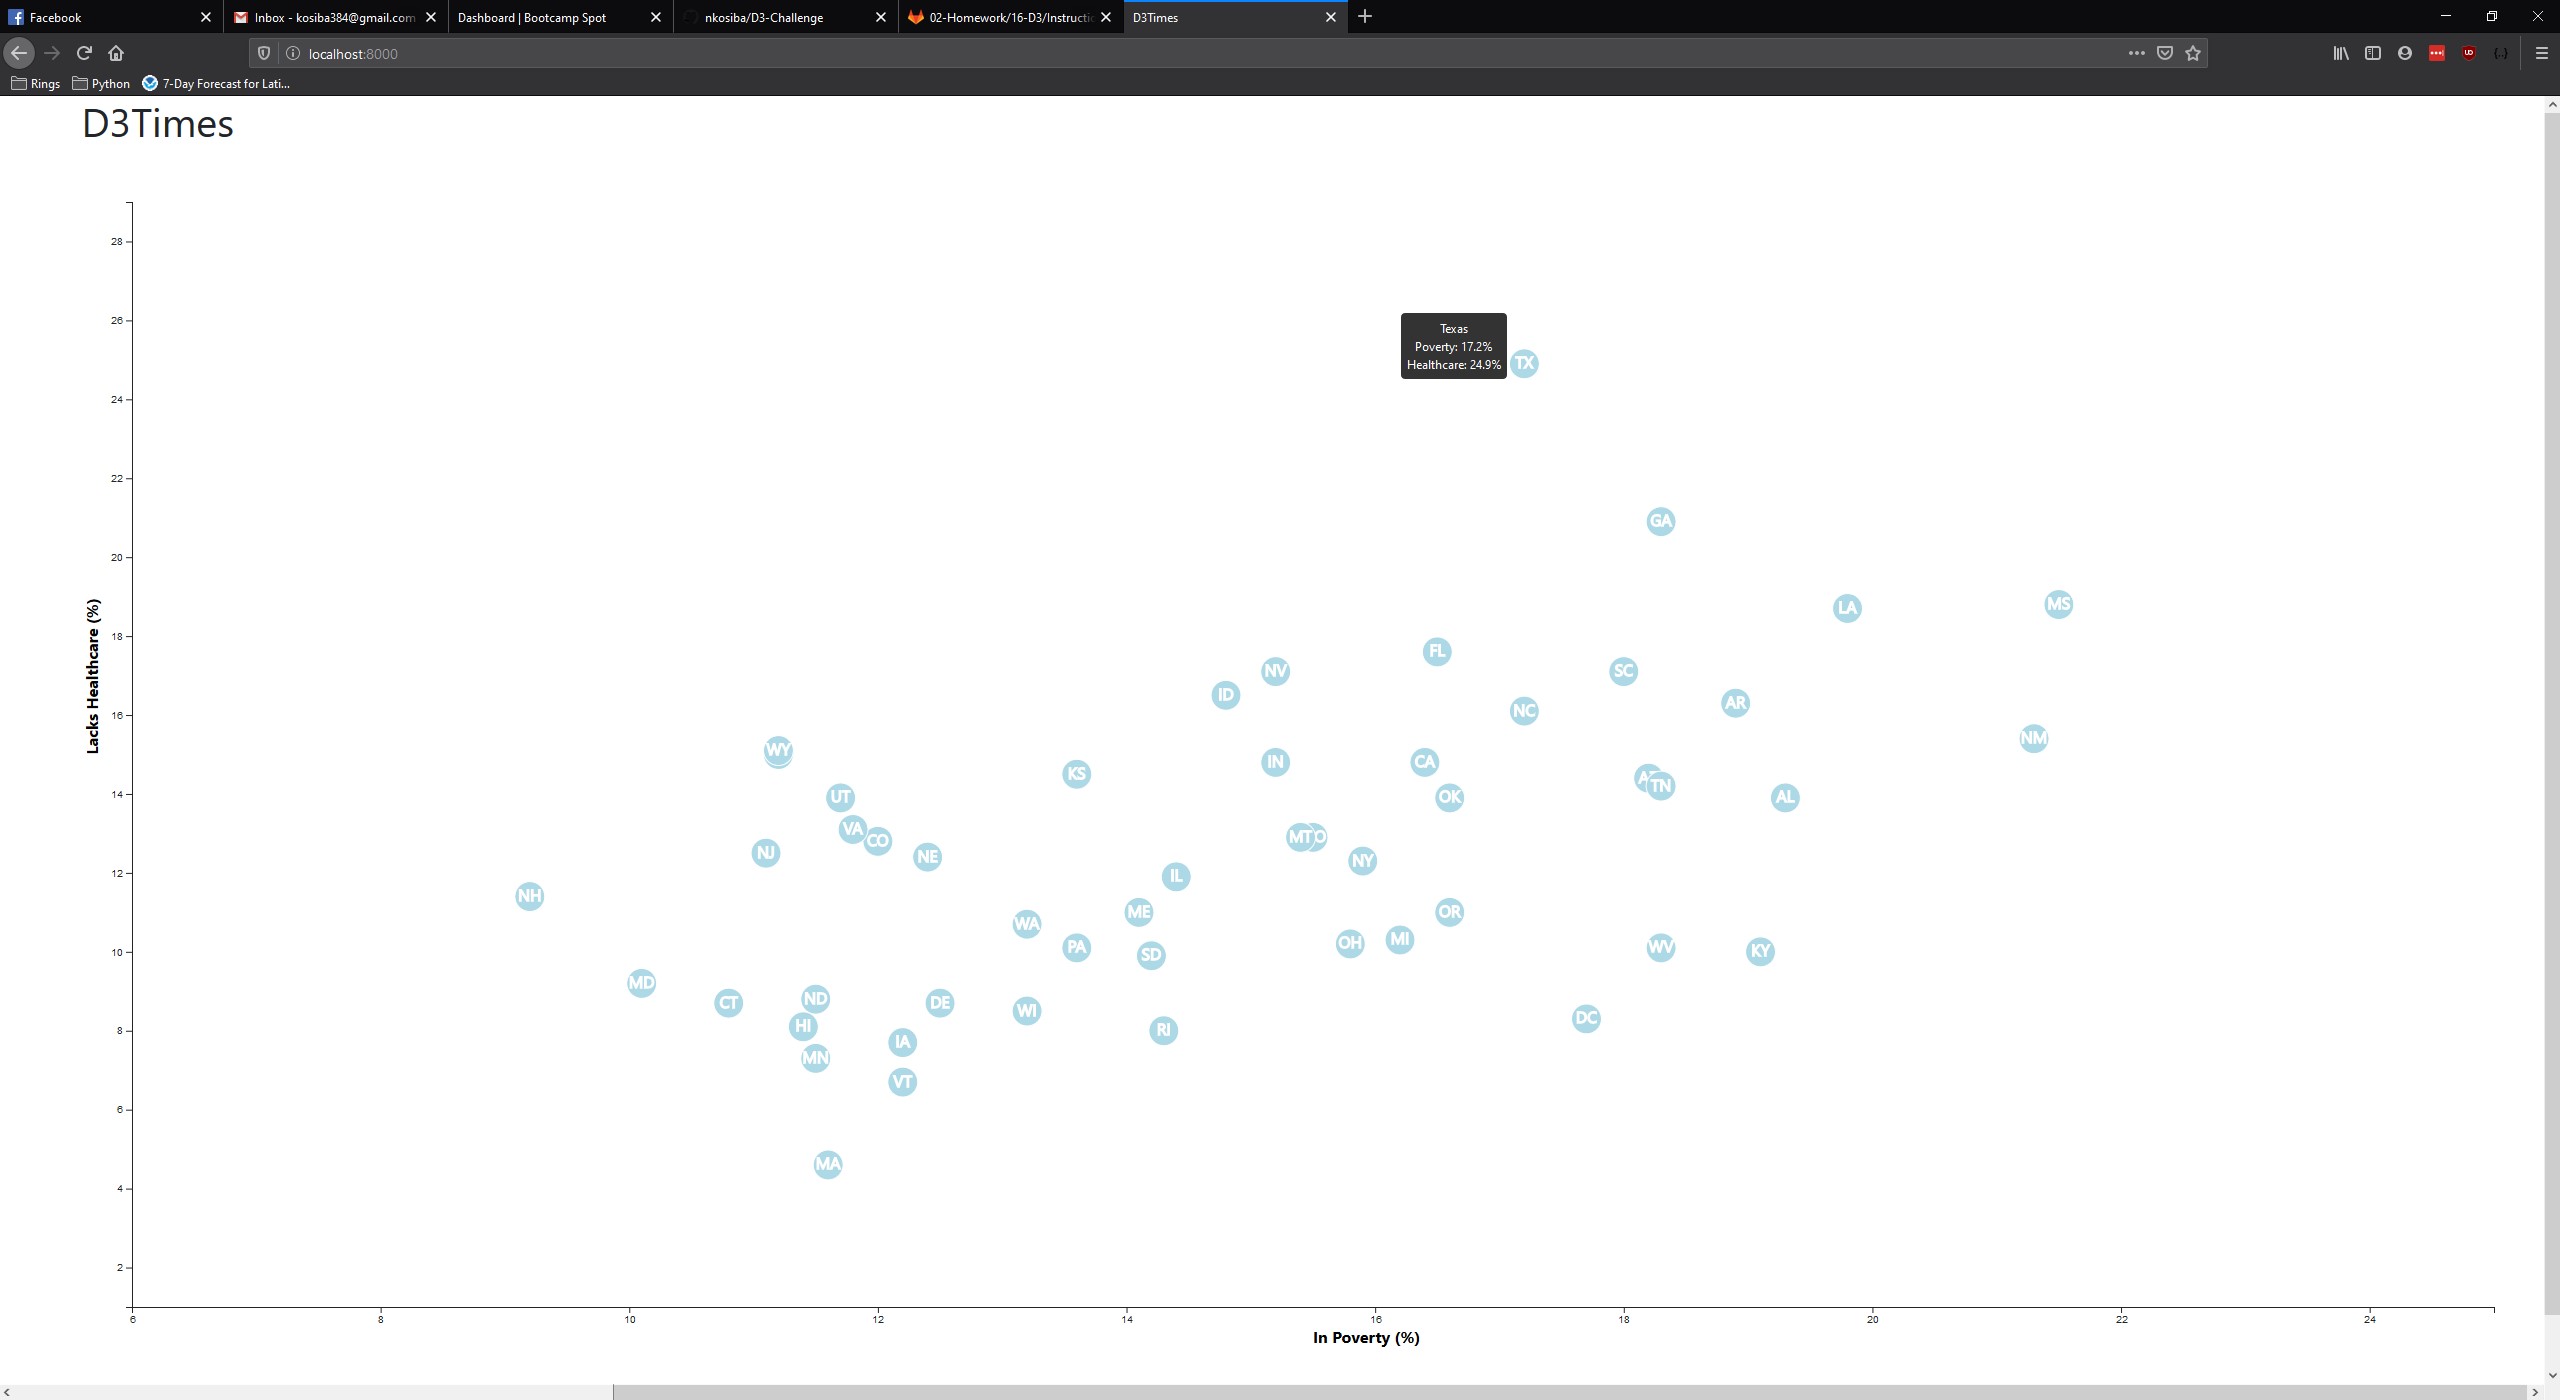 Facebook
Inbox - kosiba384@gmail.com
Dashboard | Bootcamp Spot
nkosiba/D3-Challenge
02-Homework/16-D3/Instructi
D3Times
localhost:8000
Rings
Python
7-Day Forecast for Lati...
D3Times
28
26
24
22
20
18
16
14
12
10
8
6
4
2
Lacks Healthcare (%)
Texas
Poverty: 17.2%
Healthcare: 24.9%
TX
GA
MS
LA
FL
NV
SC
ID
AR
NC
NM
WY
IN
CA
KS
TN
UT
OK
AL
VA
CO
MT
NJ
NE
NY
IL
NH
ME
OR
WA
MI
OH
PA
WV
KY
SD
MD
ND
CT
DE
WI
DC
HI
RI
IA
MN
VT
MA
6
8
10
12
14
16
18
20
22
24
In Poverty (%)